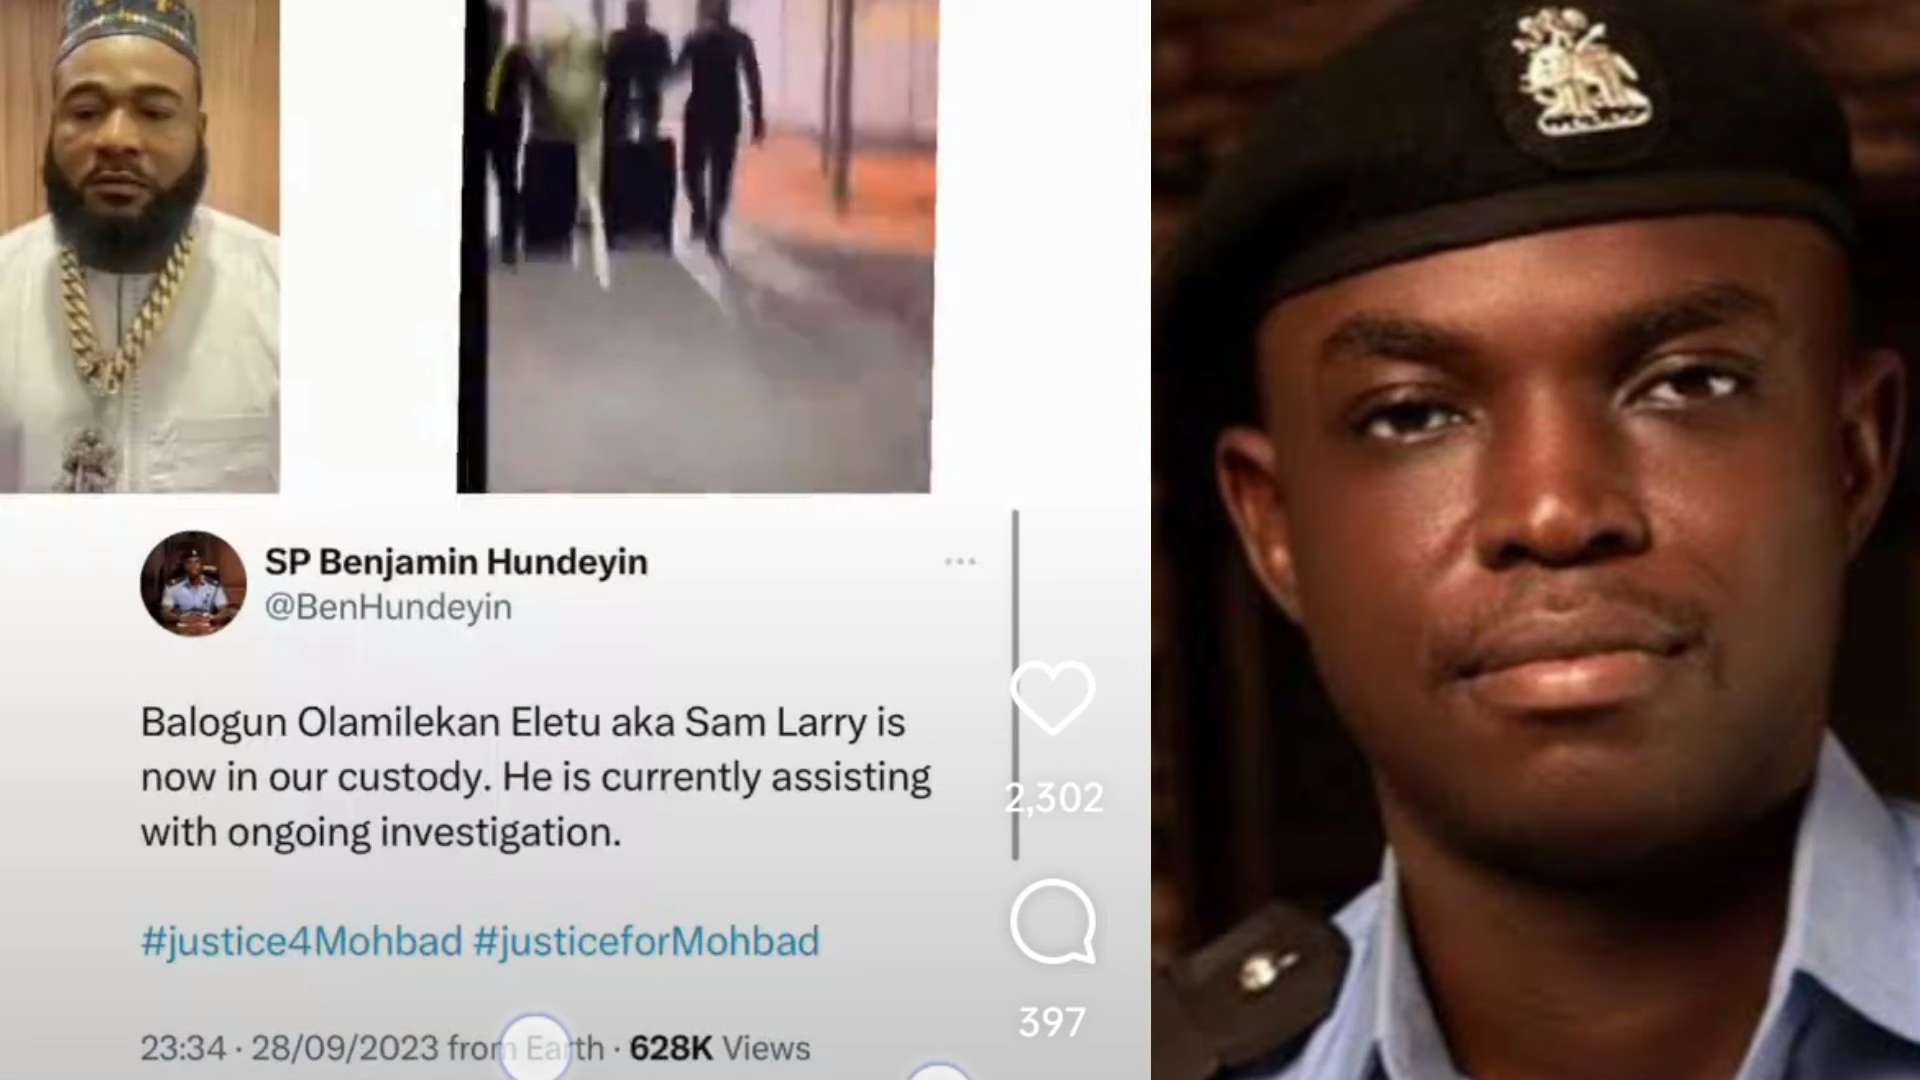 SP Benjamin Hundeyin
@BenHundeyin
Balogun Olamilekan Eletu aka Sam Larry is
now in our custody. He is currently assisting
with ongoing investigation.
#justice4Mohbad #justiceforMohbad
23:34 · 28/09/2023 from Earth · 628K Views
2,302
397